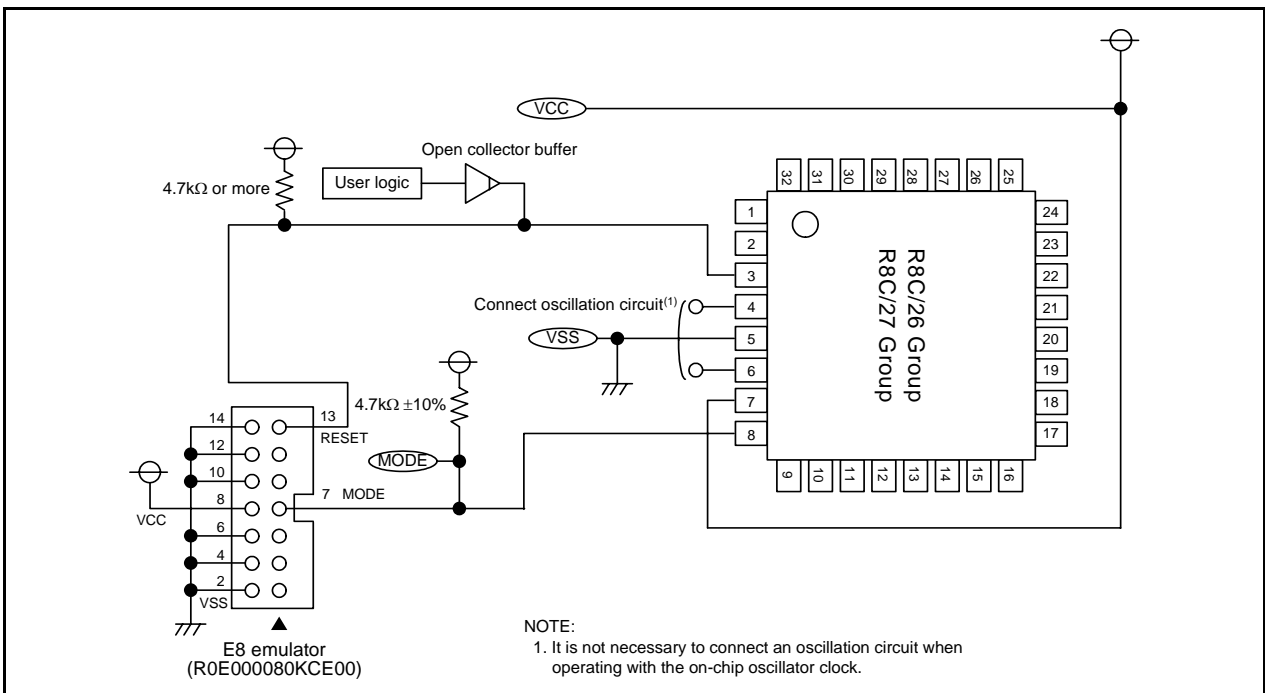 VCC
Open collector buffer
4.7kΩ or more
User logic
32 31 30 29 28 27 26 25
1
2
3
4
5
6
7
8
24
23
22
21
20
19
18
17
R8C/26 Group
R8C/27 Group
9 10 11 12 13 14 15 16
Connect oscillation circuit(1)
VSS
4.7kΩ ±10%
MODE
14
13
RESET
12
10
8
7 MODE
VCC
6
4
2
VSS
E8 emulator
(R0E000080KCE00)
NOTE:
1. It is not necessary to connect an oscillation circuit when
operating with the on-chip oscillator clock.